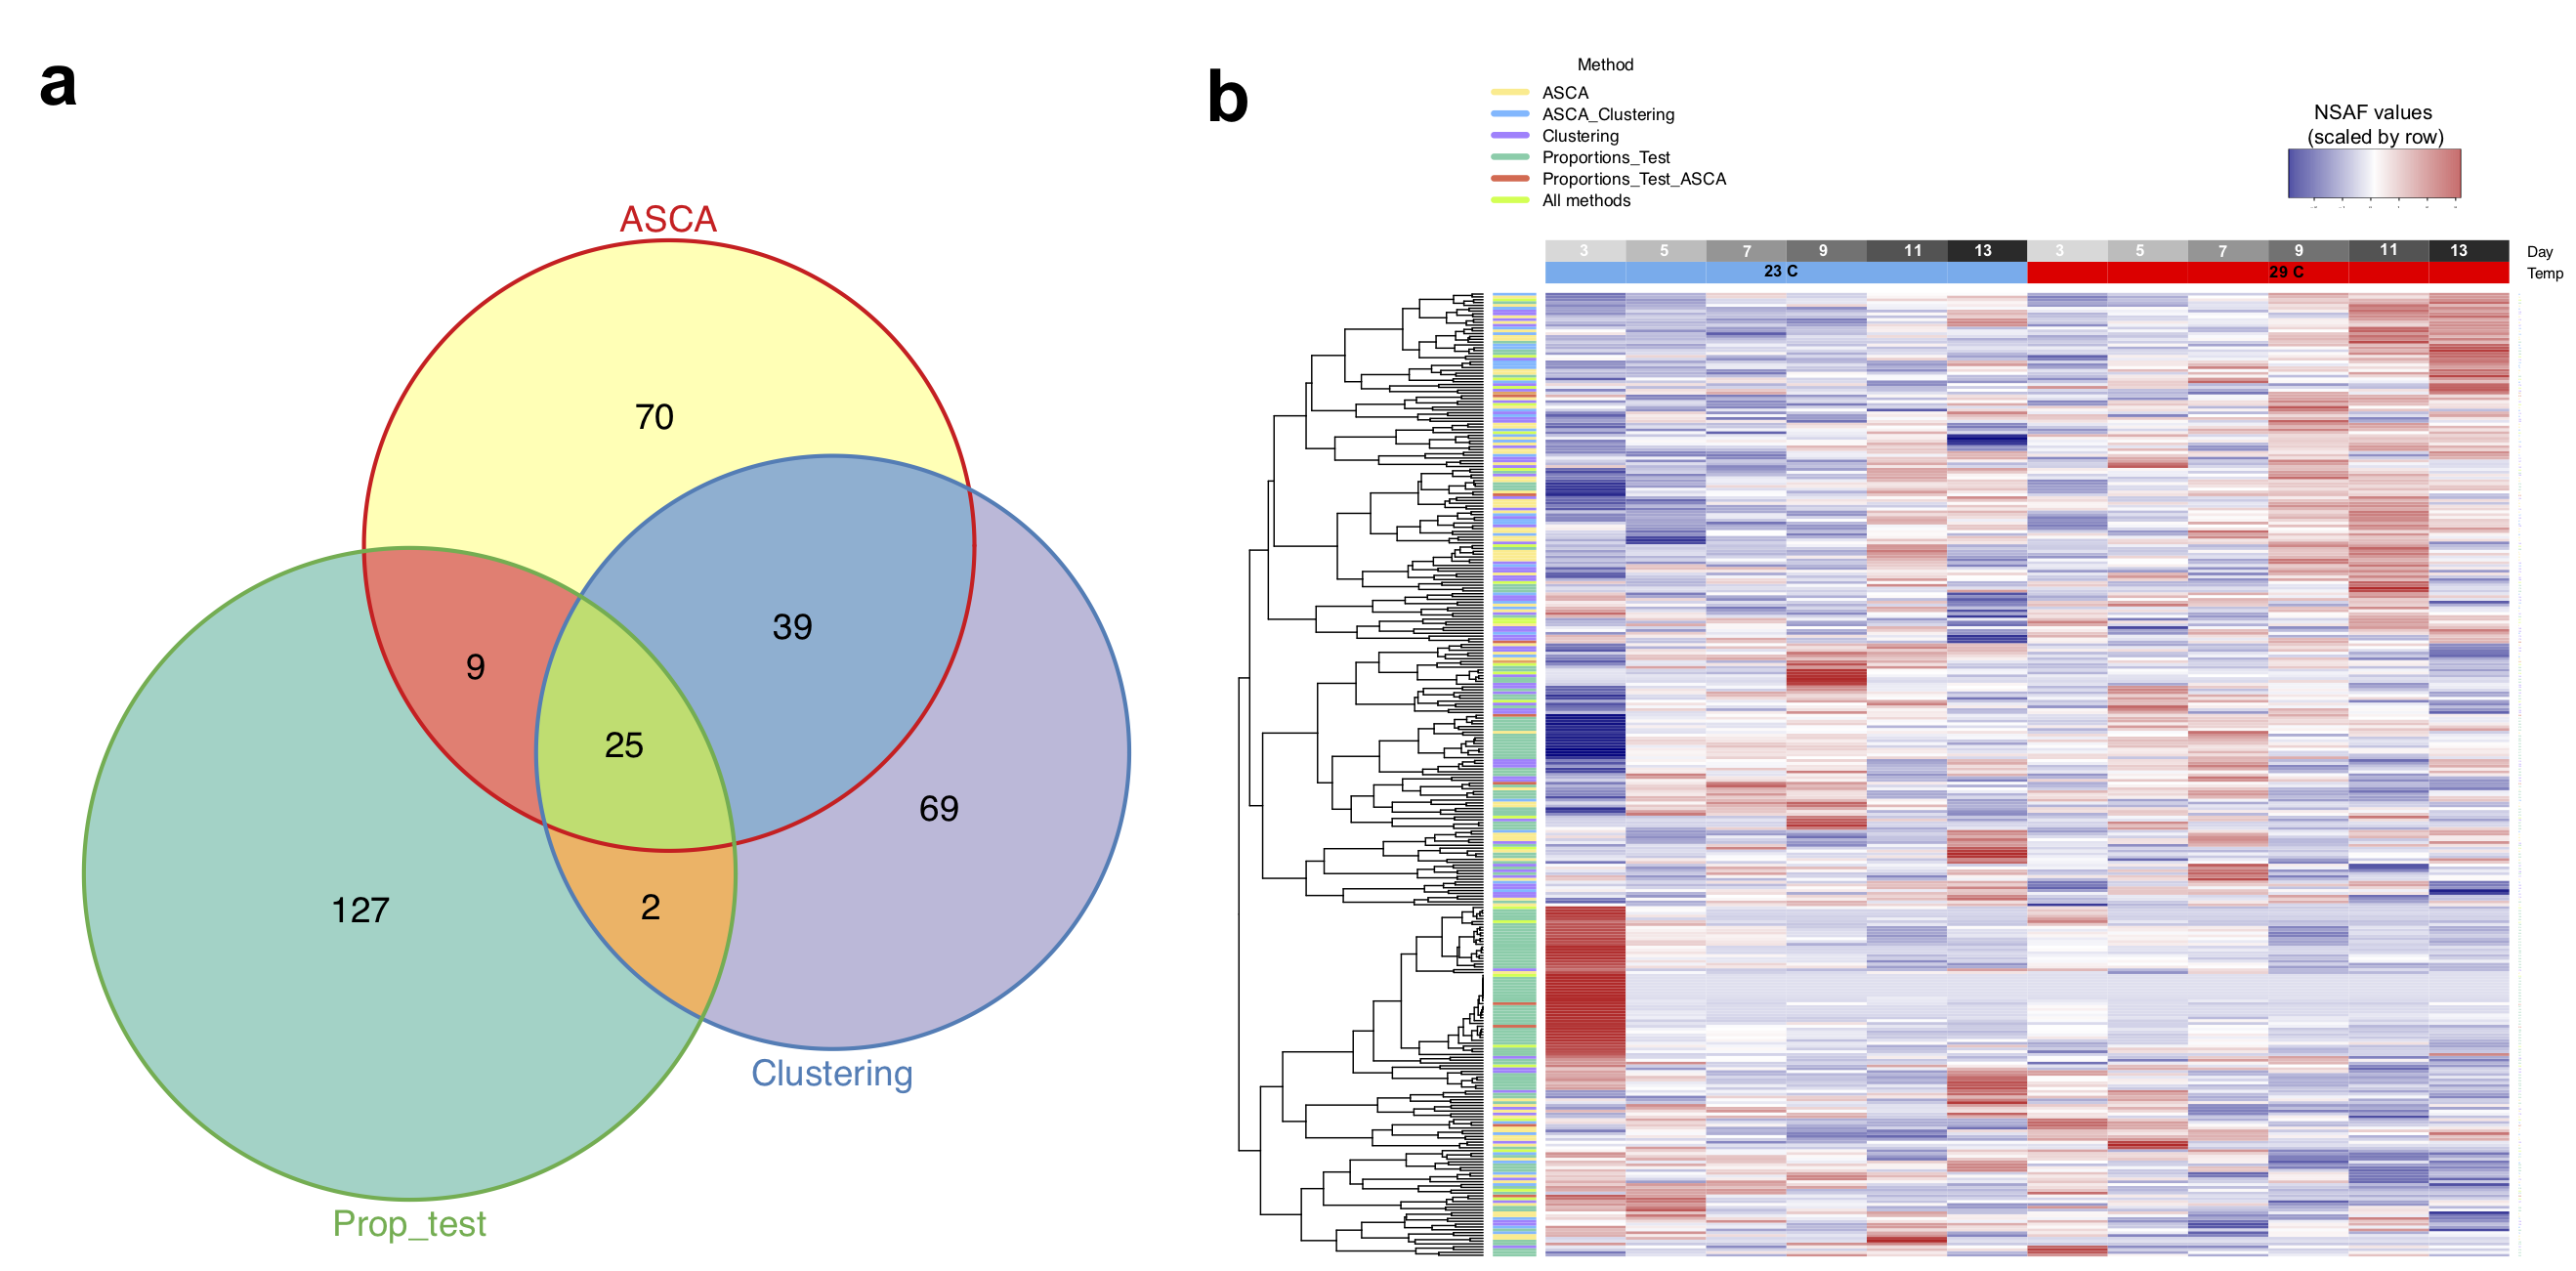 a
ASCA
70
39
9
25
69
127
2
Clustering
Prop_test
b
Method
ASCA
ASCA_Clustering
Clustering
Proportions_Test
Proportions_Test_ASCA
All methods
NSAF values
(scaled by row)
3 5 7 9 11 13 3 5 7 9 11 13 Day
23 C 29 C Temp